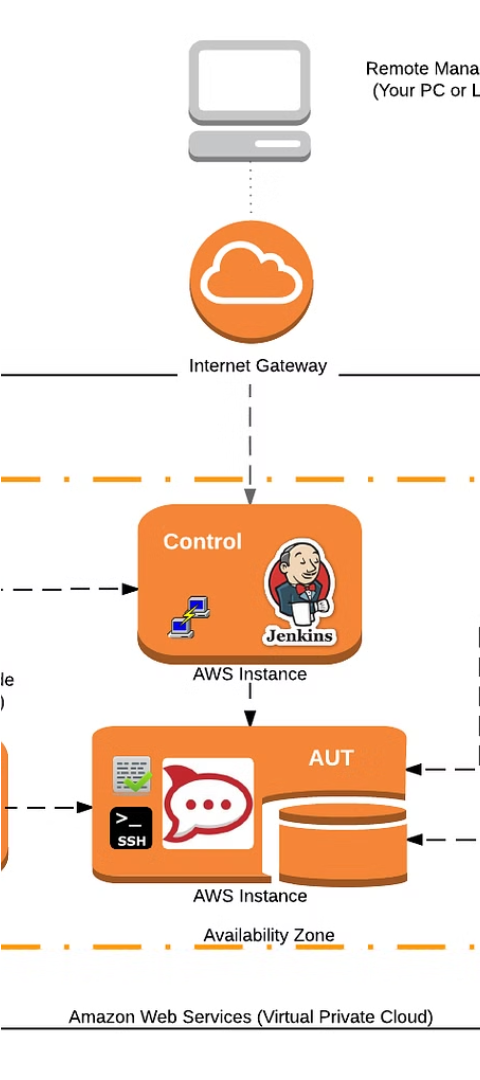 Remote Mana
(Your PC or L
Internet Gateway
Control
Jenkins
AWS Instance
de
)
AUT
>_
SSH
AWS Instance
Availability Zone
Amazon Web Services (Virtual Private Cloud)